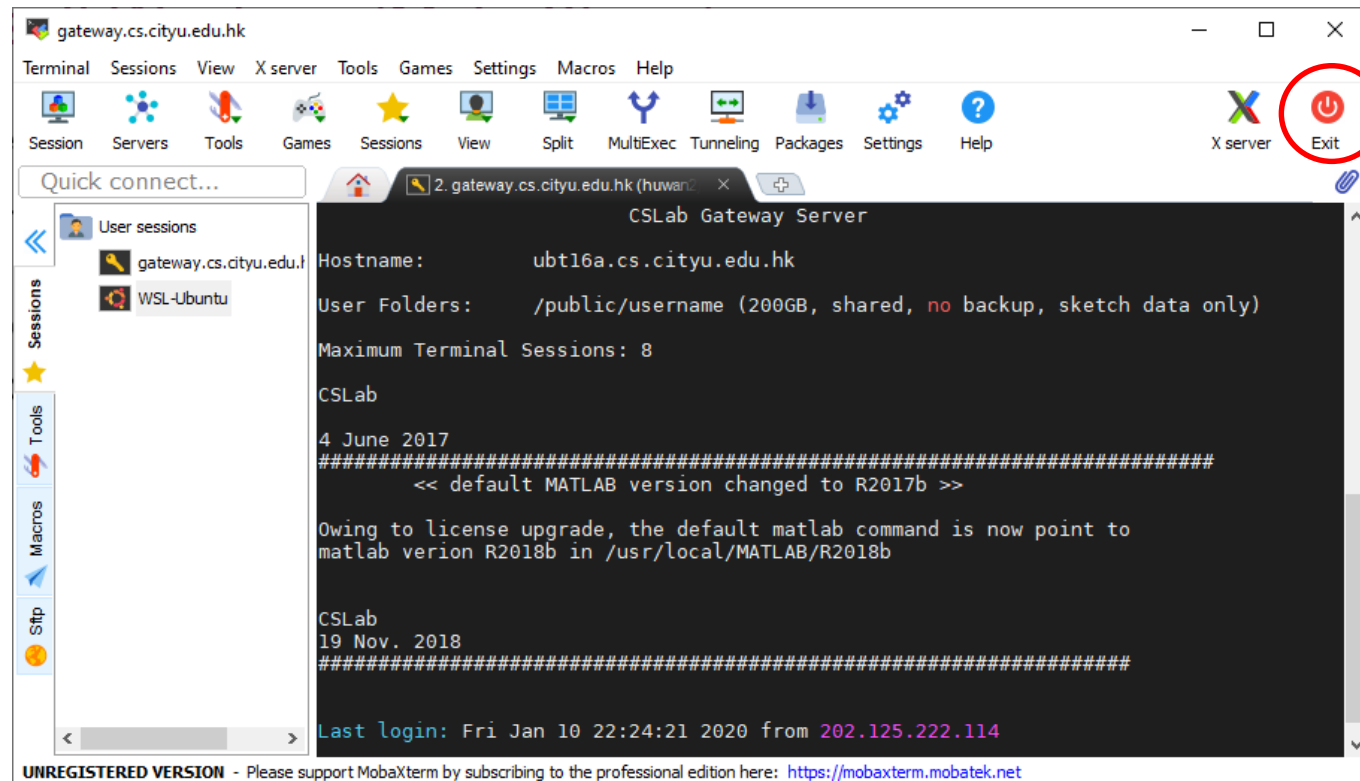 gateway.cs.cityu.edu.hk
Terminal Sessions View X server Tools Games Settings Macros Help
Session Servers Tools Games Sessions View Split MultiExec Tunneling Packages Settings Help X server Exit
Quick connect...
2. gateway.cs.cityu.edu.hk (huwan2
User sessions
gateway.cs.cityu.edu.h
WSL-Ubuntu
Sessions
Tools
Macros
Sftp
CSLab Gateway Server
Hostname: ubt16a.cs.cityu.edu.hk
User Folders: /public/username (200GB, shared, no backup, sketch data only)
Maximum Terminal Sessions: 8
CSLab
4 June 2017
###########################################################################
<< default MATLAB version changed to R2017b >>
Owing to license upgrade, the default matlab command is now point to
matlab verion R2018b in /usr/local/MATLAB/R2018b
CSLab
19 Nov. 2018
####################################################################
Last login: Fri Jan 10 22:24:21 2020 from 202.125.222.114
UNREGISTERED VERSION - Please support MobaXterm by subscribing to the professional edition here: https://mobaxterm.mobatek.net